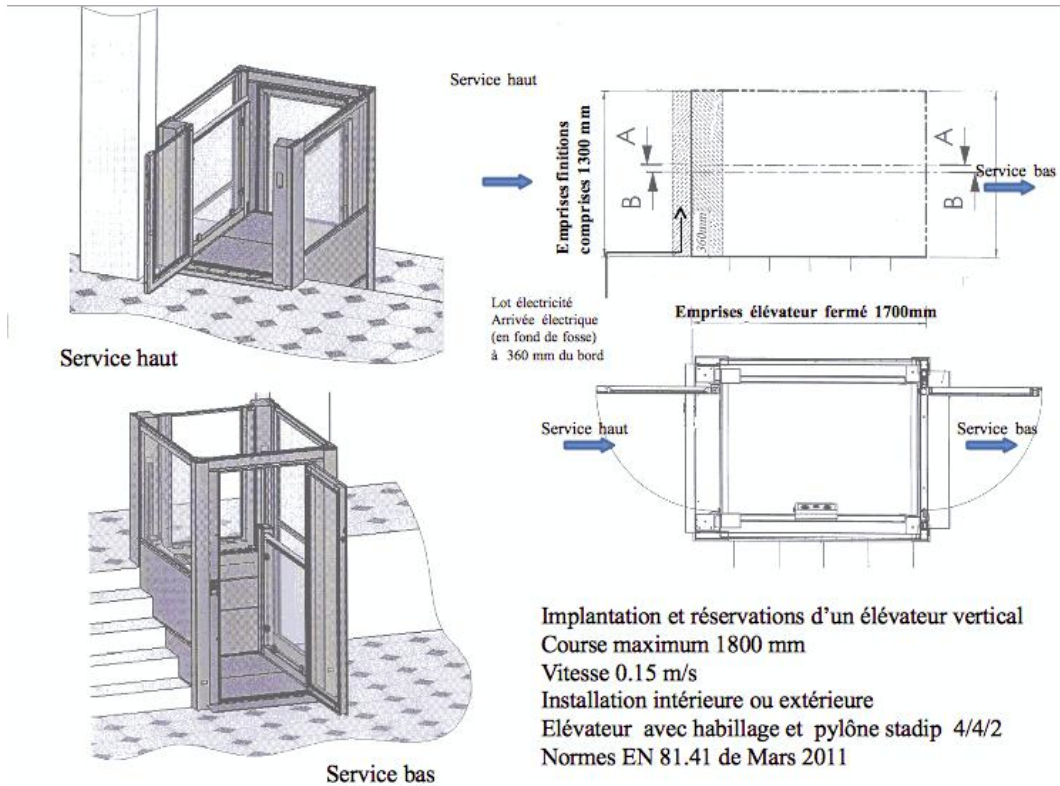 Service haut
Emprises finitions
comprises 1300 mm
A
B
360mm
A
B
Service bas
Lot électricité
Arrivée électrique
(en fond de fosse)
à 360 mm du bord
Emprises élévateur fermé 1700mm
Service haut
Service haut
Service bas
Service bas
Implantation et réservations d’un élévateur vertical
Course maximum 1800 mm
Vitesse 0.15 m/s
Installation intérieure ou extérieure
Elévateur avec habillage et pylône stadip 4/4/2
Normes EN 81.41 de Mars 2011